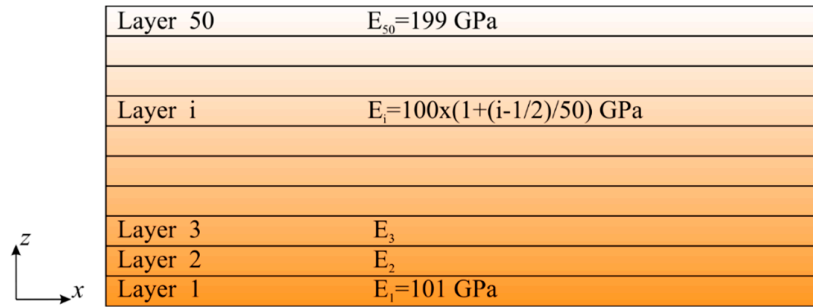 Layer 50 E₅₀=199 GPa
Layer i Eᵢ=100x(1+(i-1/2)/50) GPa
Layer 3 E₃
Layer 2 E₂
Layer 1 E₁=101 GPa
z
x